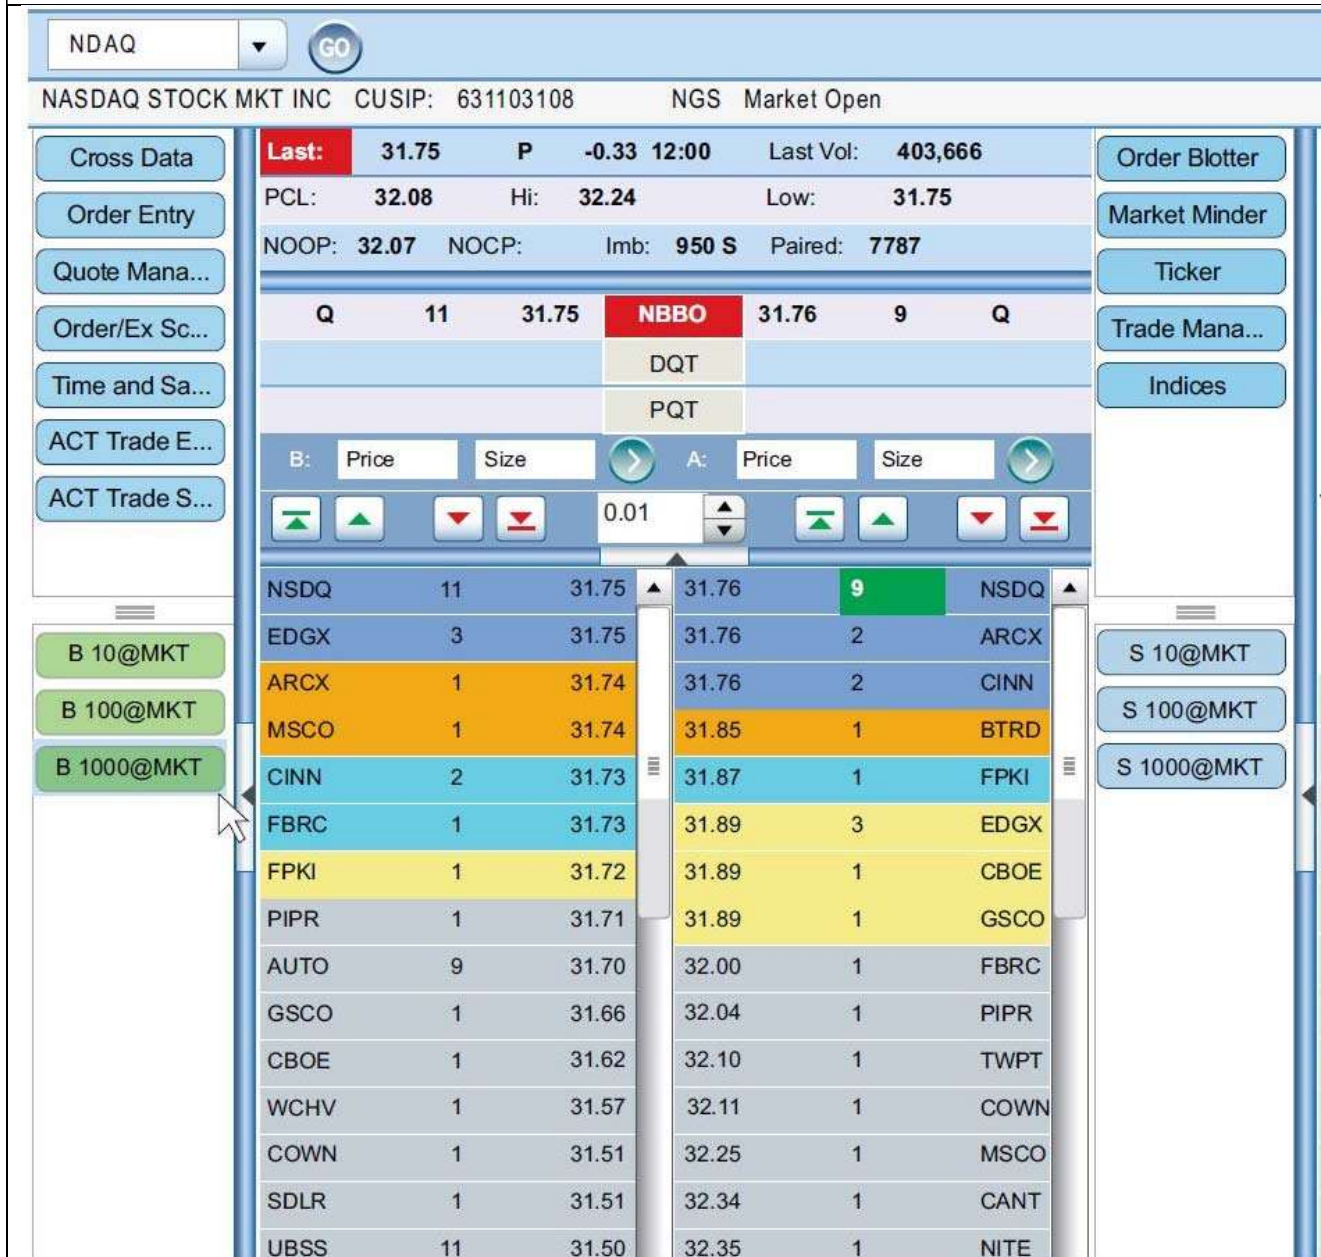 NDAQ GO
NASDAQ STOCK MKT INC CUSIP: 631103108 NGS Market Open
Cross Data
Order Entry
Quote Mana...
Order/Ex Sc...
Time and Sa...
ACT Trade E...
ACT Trade S...
B 10@MKT
B 100@MKT
B 1000@MKT
Last: 31.75 P -0.33 12:00 Last Vol: 403,666
PCL: 32.08 Hi: 32.24 Low: 31.75
NOOP: 32.07 NOCP: Imb: 950 S Paired: 7787
Q 11 31.75 NBBO 31.76 9 Q
DQT
PQT
B: Price Size A: Price Size
0.01
NSDQ 11 31.75 31.76 9 NSDQ
EDGX 3 31.75 31.76 2 ARCX
ARCX 1 31.74 31.76 2 CINN
MSCO 1 31.74 31.85 1 BTRD
CINN 2 31.73 31.87 1 FPKI
FBRC 1 31.73 31.89 3 EDGX
FPKI 1 31.72 31.89 1 CBOE
PIPR 1 31.71 31.89 1 GSCO
AUTO 9 31.70 32.00 1 FBRC
GSCO 1 31.66 32.04 1 PIPR
CBOE 1 31.62 32.10 1 TWPT
WCHV 1 31.57 32.11 1 COWN
COWN 1 31.51 32.25 1 MSCO
SDLR 1 31.51 32.34 1 CANT
UBSS 11 31.50 32.35 1 NITE
Order Blotter
Market Minder
Ticker
Trade Mana...
Indices
S 10@MKT
S 100@MKT
S 1000@MKT